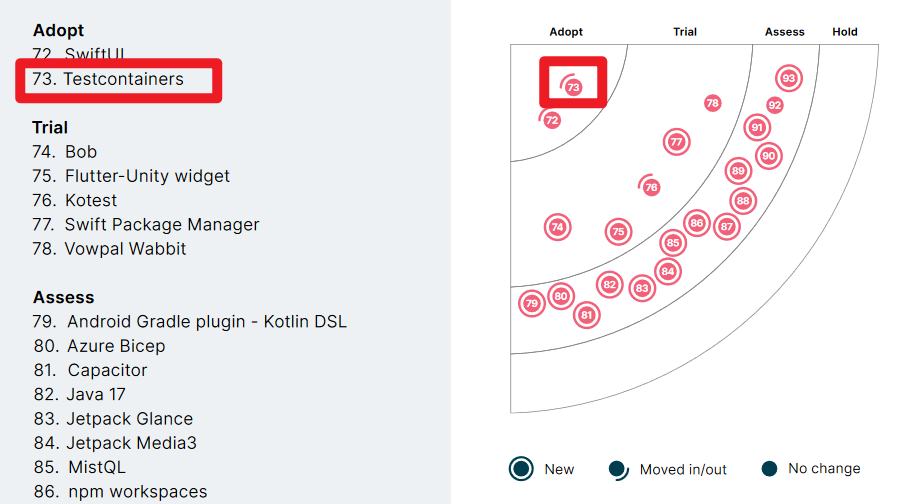 Adopt
72. SwiftUI
73. Testcontainers
Trial
74. Bob
75. Flutter-Unity widget
76. Kotest
77. Swift Package Manager
78. Vowpal Wabbit
Assess
79. Android Gradle plugin - Kotlin DSL
80. Azure Bicep
81. Capacitor
82. Java 17
83. Jetpack Glance
84. Jetpack Media3
85. MistQL
86. npm workspaces
Adopt Trial Assess Hold
93
73
78 92
72
91
77
90
89
76
88
86 87
74 75
85
84
82 83
80
79
81
New Moved in/out No change